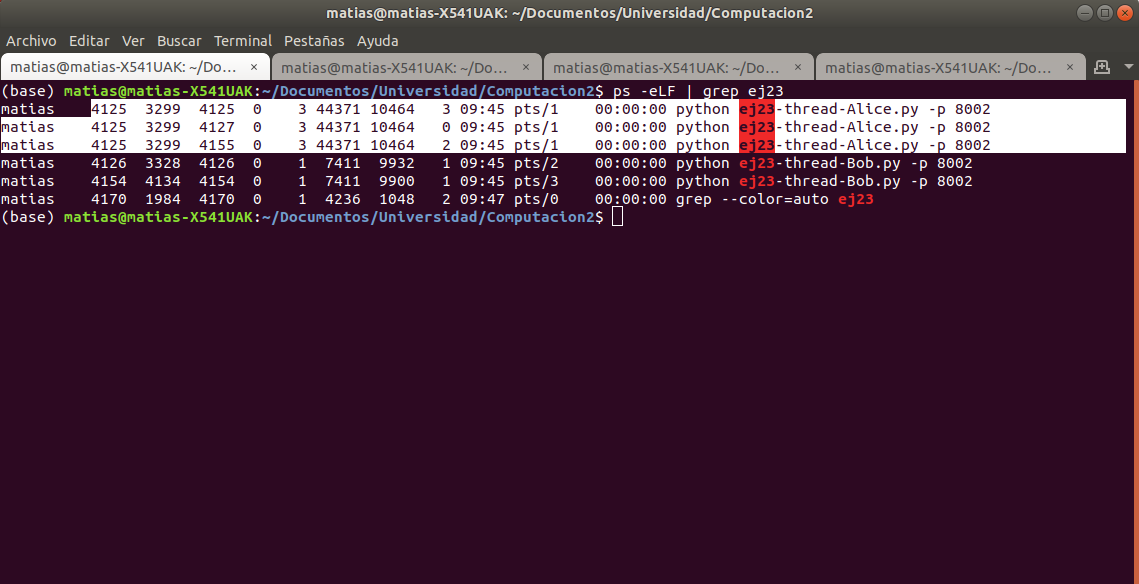 matias@matias-X541UAK: ~/Documentos/Universidad/Computacion2
Archivo Editar Ver Buscar Terminal Pestañas Ayuda
matias@matias-X541UAK: ~/Do... × matias@matias-X541UAK: ~/Do... × matias@matias-X541UAK: ~/Do... × matias@matias-X541UAK: ~/Do... ×
(base) matias@matias-X541UAK:~/Documentos/Universidad/Computacion2$ ps -eLF | grep ej23
matias    4125  3299  4125  0    3 44371 10464   3 09:45 pts/1    00:00:00 python ej23-thread-Alice.py -p 8002
matias    4125  3299  4127  0    3 44371 10464   0 09:45 pts/1    00:00:00 python ej23-thread-Alice.py -p 8002
matias    4125  3299  4155  0    3 44371 10464   2 09:45 pts/1    00:00:00 python ej23-thread-Alice.py -p 8002
matias    4126  3328  4126  0    1  7411  9932   1 09:45 pts/2    00:00:00 python ej23-thread-Bob.py -p 8002
matias    4154  4134  4154  0    1  7411  9900   1 09:45 pts/3    00:00:00 python ej23-thread-Bob.py -p 8002
matias    4170  1984  4170  0    1  4236  1048   2 09:47 pts/0    00:00:00 grep --color=auto ej23
(base) matias@matias-X541UAK:~/Documentos/Universidad/Computacion2$